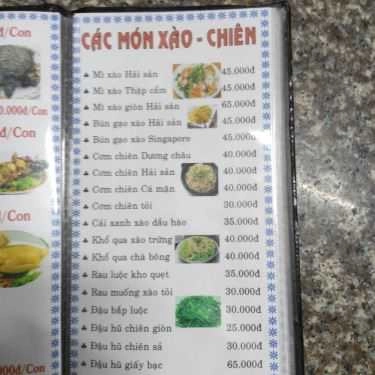 đ/Con
0.000đ/Con
đ/Con
đ/Con
000đ/Con
CÁC MÓN XÀO - CHIÊN
Mì xào Hải sản 45.000đ
Mì xào Thập cẩm 45.000đ
Mì xào giòn Hải sản 65.000đ
Bún gạo xào Hải sản 45.000đ
Bún gạo xào Singapore 45.000đ
Cơm chiên Dương châu 40.000đ
Cơm chiên Hải sản 40.000đ
Cơm chiên Cá mặn 40.000đ
Cơm chiên tỏi 30.000đ
Cải xanh xào dầu hào 35.000đ
Khổ qua xào trứng 40.000đ
Khổ qua chà bông 40.000đ
Rau luộc kho quẹt 35.000đ
Rau muống xào tỏi 30.000đ
Đậu bắp luộc 30.000đ
Đậu hũ chiên giòn 25.000đ
Đậu hũ chiên sả 30.000đ
Đậu hũ giấy bạc 65.000đ